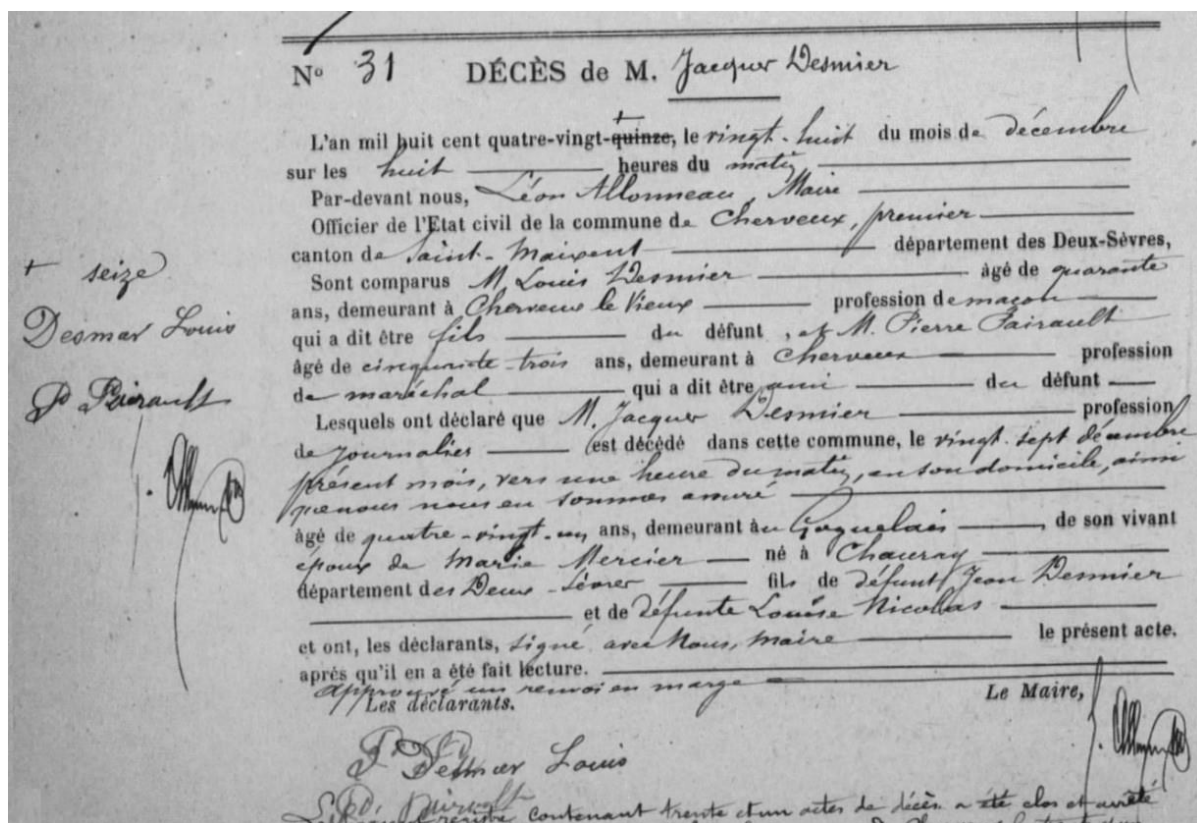 N° 31 DÉCÈS de M. Jacques Desmier
L'an mil huit cent quatre-vingt-quinze, le vingt-huit du mois de décembre
sur les huit heures du matin
Par-devant nous, Léon Allonneau, Maire
Officier de l'Etat civil de la commune de Cherveux, premier
canton de Saint-Maixent département des Deux-Sèvres,
Sont comparus M. Louis Desmier âgé de quarante
ans, demeurant à Cherveux le Vieux profession de maçon
qui a dit être fils du défunt, et M. Pierre Pairault
âgé de cinquante-trois ans, demeurant à Cherveux profession
de maréchal qui a dit être ami du défunt
Lesquels ont déclaré que M. Jacques Desmier profession
de Journalier est décédé dans cette commune, le vingt-sept décembre
présent mois, vers une heure du matin, en son domicile, ainsi
que nous nous en sommes assuré
âgé de quatre-vingt-un ans, demeurant à Goguelais, de son vivant
époux de Marie Mercier né à Chauray
département des Deux-Sèvres fils de défunt Jean Desmier
et de défunte Louise Nicolas
et ont, les déclarants, signé avec Nous, maire le présent acte.
après qu'il en a été fait lecture.
Approuvé un renvoi en marge
Les déclarants. Le Maire,
Desmier Louis
P. Pairault
contenant trente et un actes de décès a été clos et arrêté
+ seize
Desmar Louis
P. Pairault